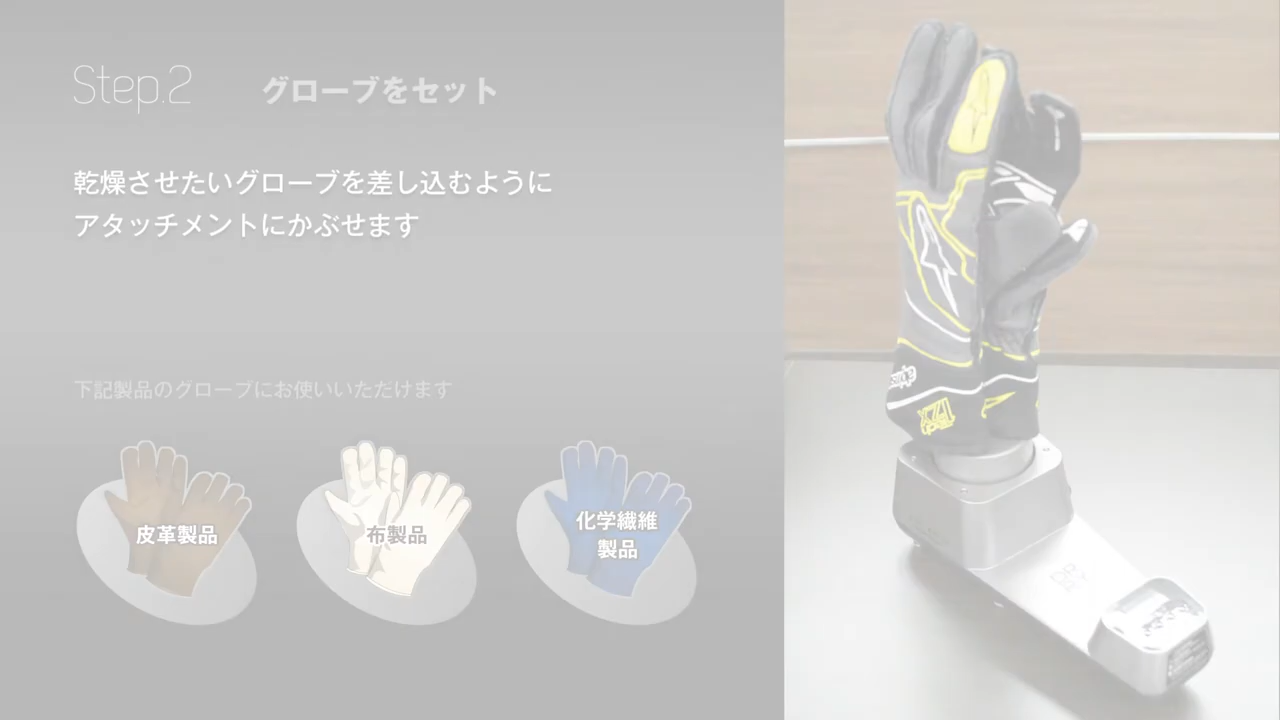 Step.2
グローブをセット
乾燥させたいグローブを差し込むように
アタッチメントにかぶせます
下記製品のグローブにお使いいただけます
皮革製品
布製品
化学繊維
製品